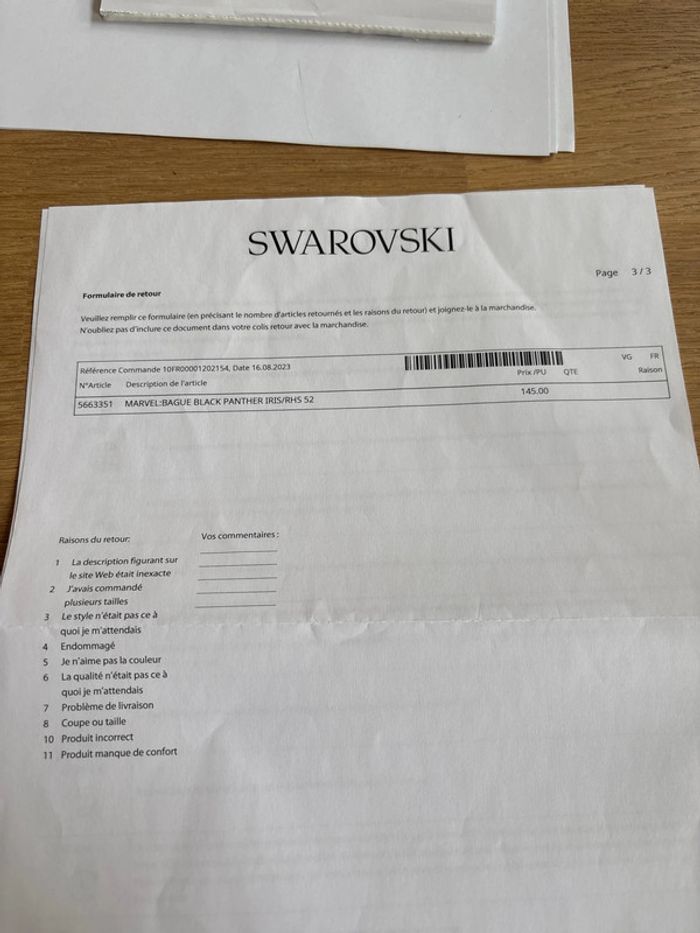 SWAROVSKI
Page 3 / 3
Formulaire de retour
Veuillez remplir ce formulaire (en précisant le nombre d'articles retournés et les raisons du retour) et joignez-le à la marchandise.
N'oubliez pas d'inclure ce document dans votre colis retour avec la marchandise.
Référence Commande 10FR00001202154, Date 16.08.2023 VG FR
N°Article Description de l'article Prix /PU QTE Raison
5663351 MARVEL:BAGUE BLACK PANTHER IRIS/RHS 52 145.00
Raisons du retour: Vos commentaires :
1 La description figurant sur
le site Web était inexacte
2 J'avais commandé
plusieurs tailles
3 Le style n'était pas ce à
quoi je m'attendais
4 Endommagé
5 Je n'aime pas la couleur
6 La qualité n'était pas ce à
quoi je m'attendais
7 Problème de livraison
8 Coupe ou taille
10 Produit incorrect
11 Produit manque de confort